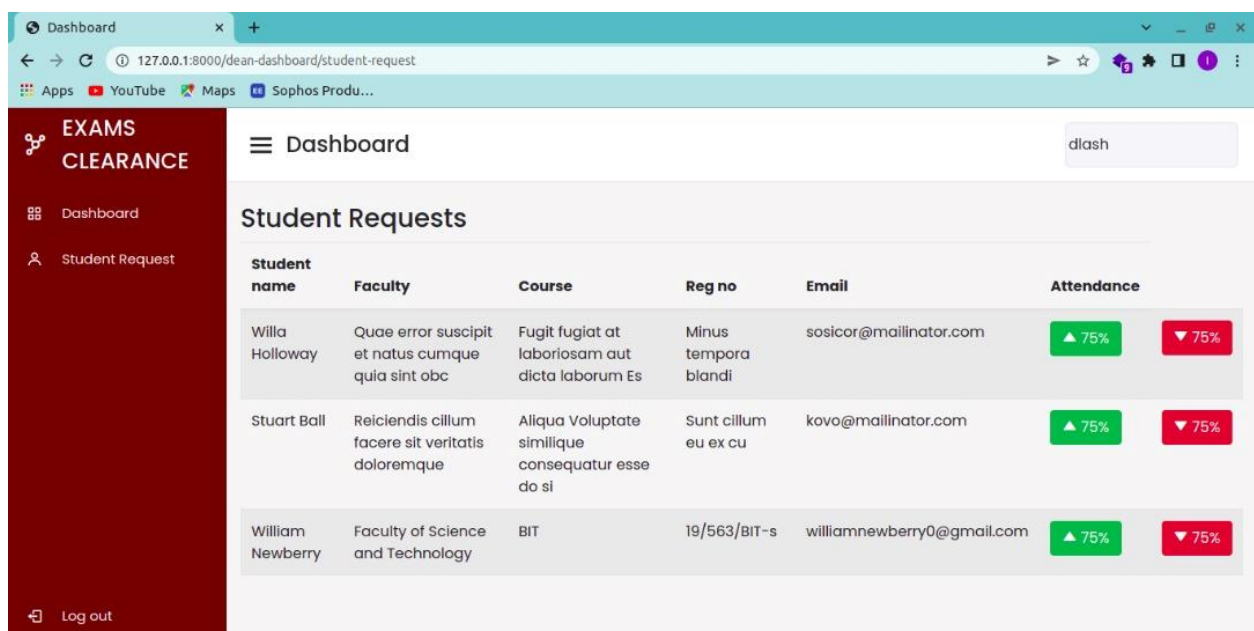 Dashboard
127.0.0.1:8000/dean-dashboard/student-request
9
I
Apps YouTube Maps Sophos Produ...
EXAMS
CLEARANCE
Dashboard
dlash
Dashboard
Student Request
Log out
Student Requests
Student
name Faculty Course Reg no Email Attendance
Willa Quae error suscipit Fugit fugiat at Minus sosicor@mailinator.com ▲ 75% ▼ 75%
Holloway et natus cumque laboriosam aut tempora
quia sint obc dicta laborum Es blandi
Stuart Ball Reiciendis cillum Aliqua Voluptate Sunt cillum kovo@mailinator.com ▲ 75% ▼ 75%
facere sit veritatis similique eu ex cu
doloremque consequatur esse
do si
William Faculty of Science BIT 19/563/BIT-s williamnewberry0@gmail.com ▲ 75% ▼ 75%
Newberry and Technology